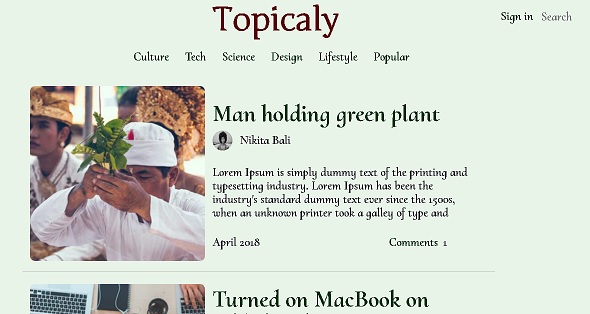 Topicaly
Sign in Search
Culture Tech Science Design Lifestyle Popular
Man holding green plant
Nikita Bali
Lorem Ipsum is simply dummy text of the printing and
typesetting industry. Lorem Ipsum has been the
industry's standard dummy text ever since the 1500s,
when an unknown printer took a galley of type and
April 2018 Comments 1
Turned on MacBook on